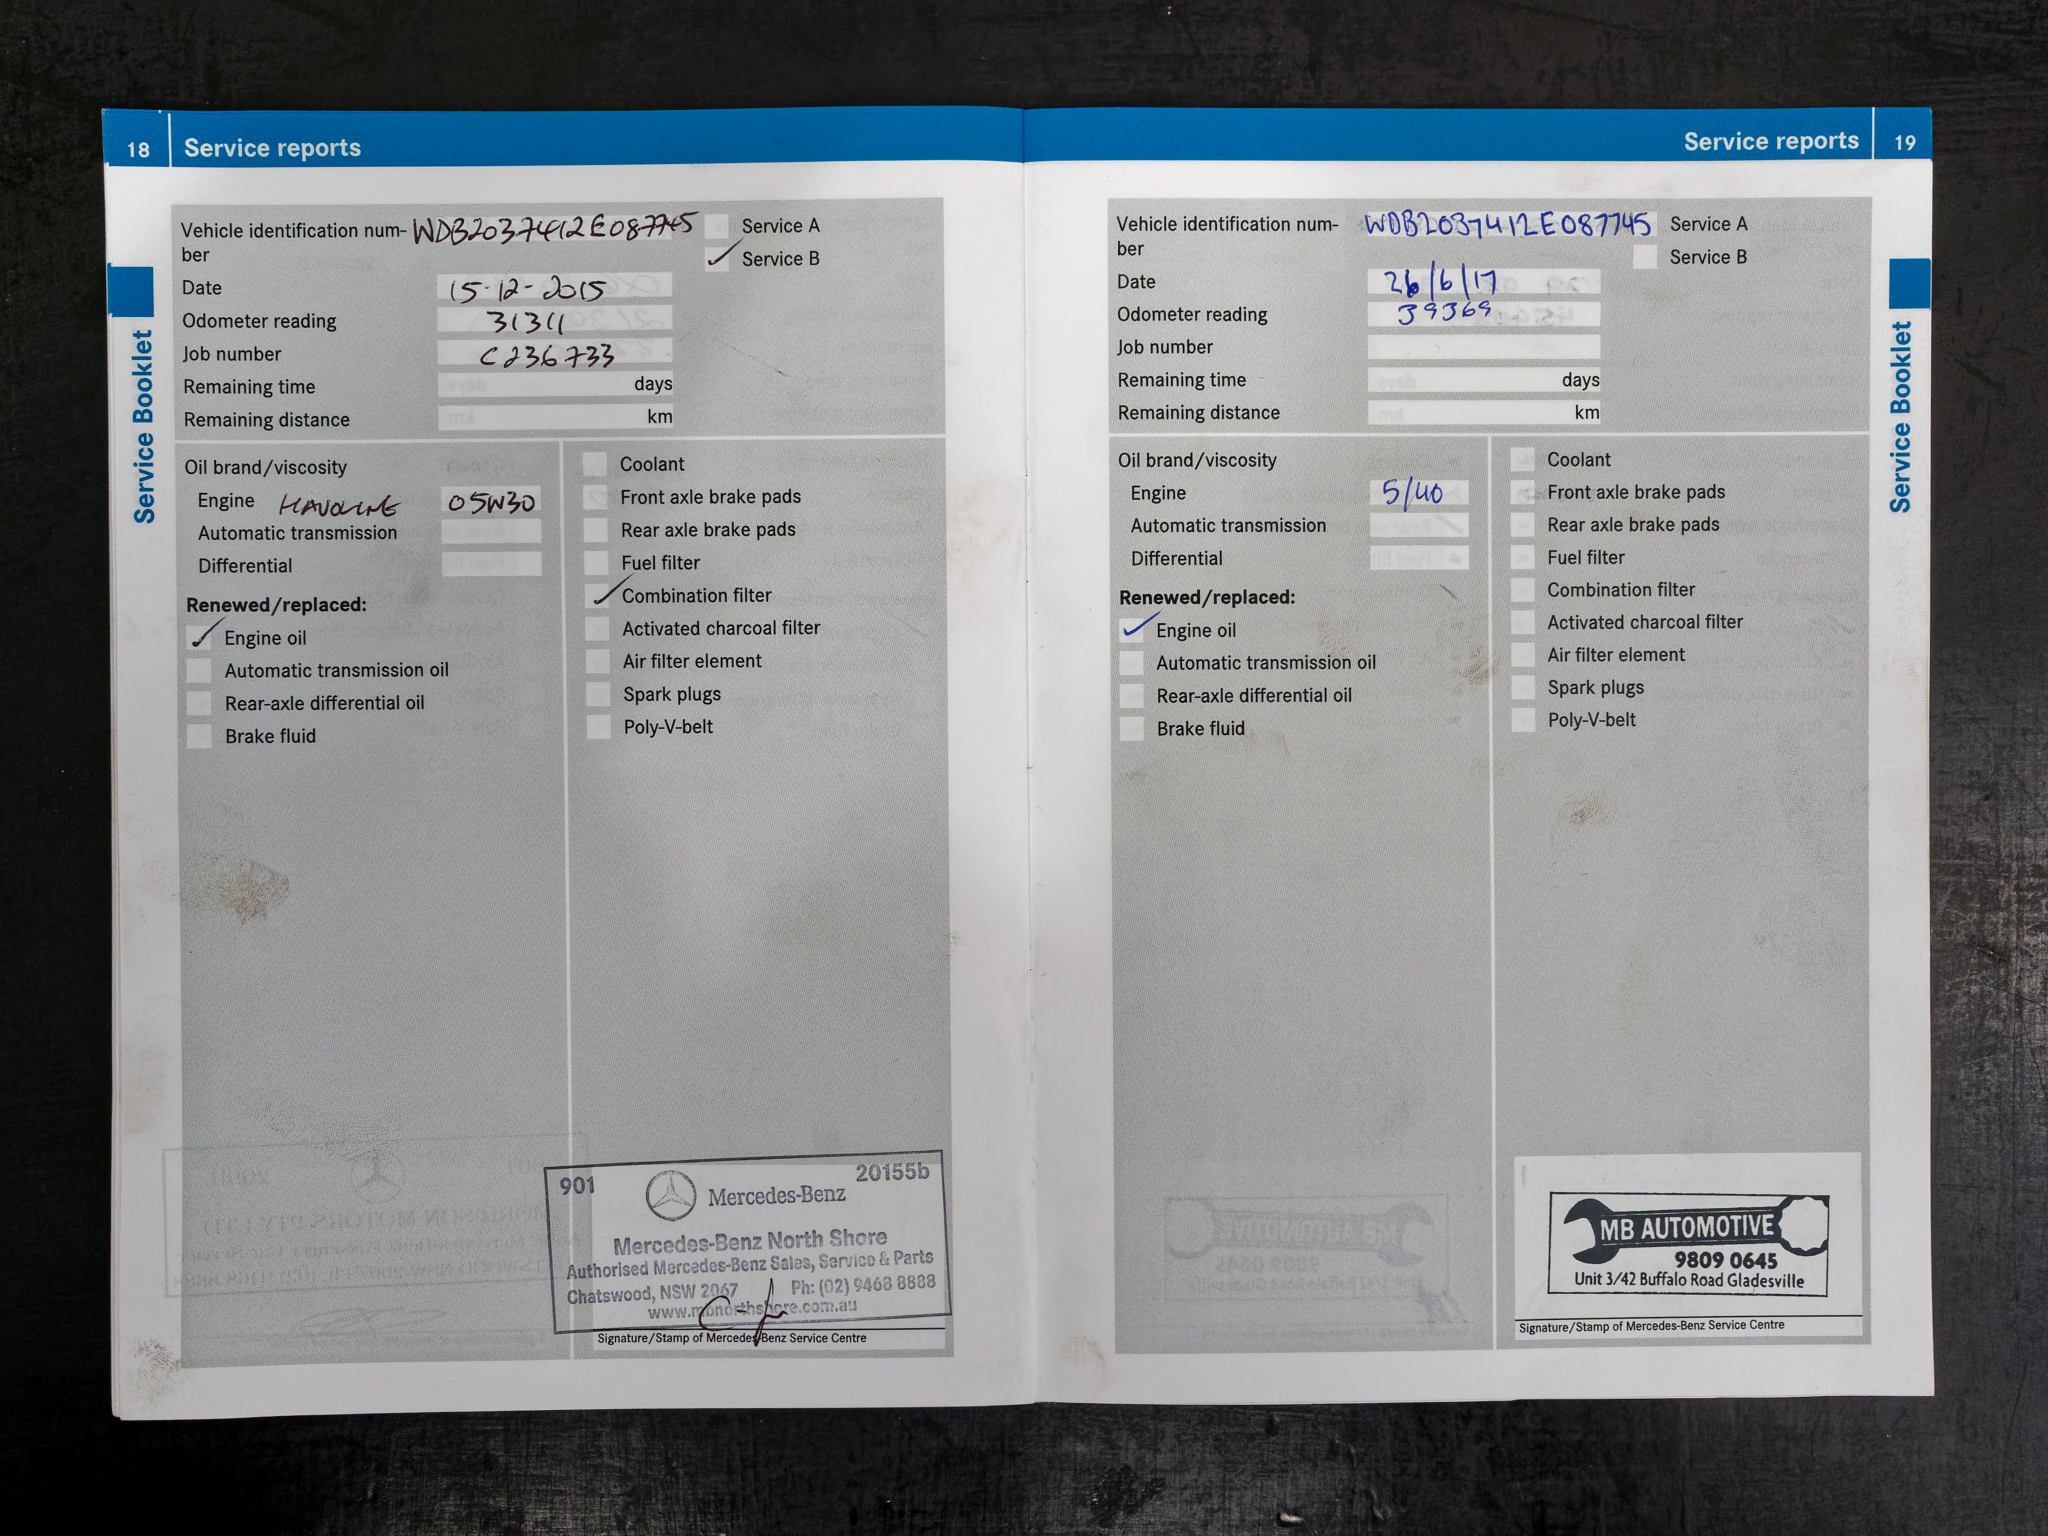 18 Service reports
Vehicle identification num- WDB2037412E087745 Service A
ber Service B
Date 15-12-2015
Odometer reading 31311
Job number C236733
Remaining time days
Remaining distance km
Service Booklet
Oil brand/viscosity
Engine HAVOLINE 05W30
Automatic transmission
Differential
Renewed/replaced:
Engine oil
Automatic transmission oil
Rear-axle differential oil
Brake fluid
Coolant
Front axle brake pads
Rear axle brake pads
Fuel filter
Combination filter
Activated charcoal filter
Air filter element
Spark plugs
Poly-V-belt
901 20155b
Mercedes-Benz
Mercedes-Benz North Shore
Authorised Mercedes-Benz Sales, Service & Parts
Chatswood, NSW 2067 Ph: (02) 9468 8888
www.mbnorthshore.com.au
Signature/Stamp of Mercedes-Benz Service Centre
Service reports 19
Vehicle identification num- WDB2037412E087745 Service A
ber Service B
Date 26/6/17
Odometer reading 39369
Job number
Remaining time days
Remaining distance km
Service Booklet
Oil brand/viscosity
Engine 5/40
Automatic transmission
Differential
Renewed/replaced:
Engine oil
Automatic transmission oil
Rear-axle differential oil
Brake fluid
Coolant
Front axle brake pads
Rear axle brake pads
Fuel filter
Combination filter
Activated charcoal filter
Air filter element
Spark plugs
Poly-V-belt
MB AUTOMOTIVE
9809 0645
Unit 3/42 Buffalo Road Gladesville
Signature/Stamp of Mercedes-Benz Service Centre